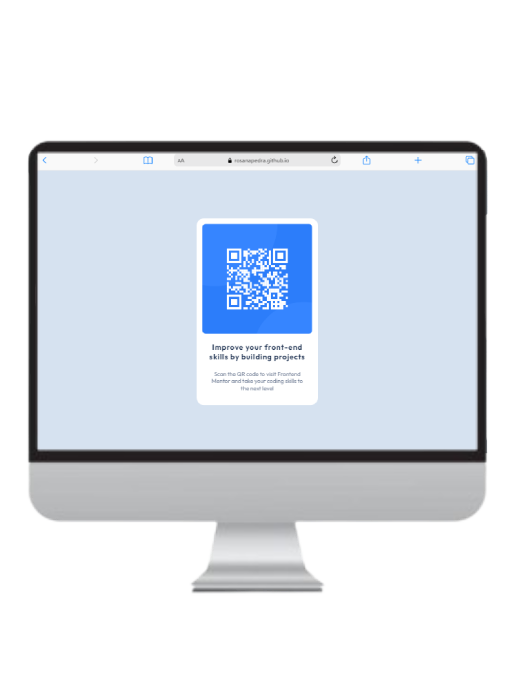 AA
roxanapedra.github.io
Improve your front-end
skills by building projects
Scan the QR code to visit Frontend
Mentor and take your coding skills to
the next level